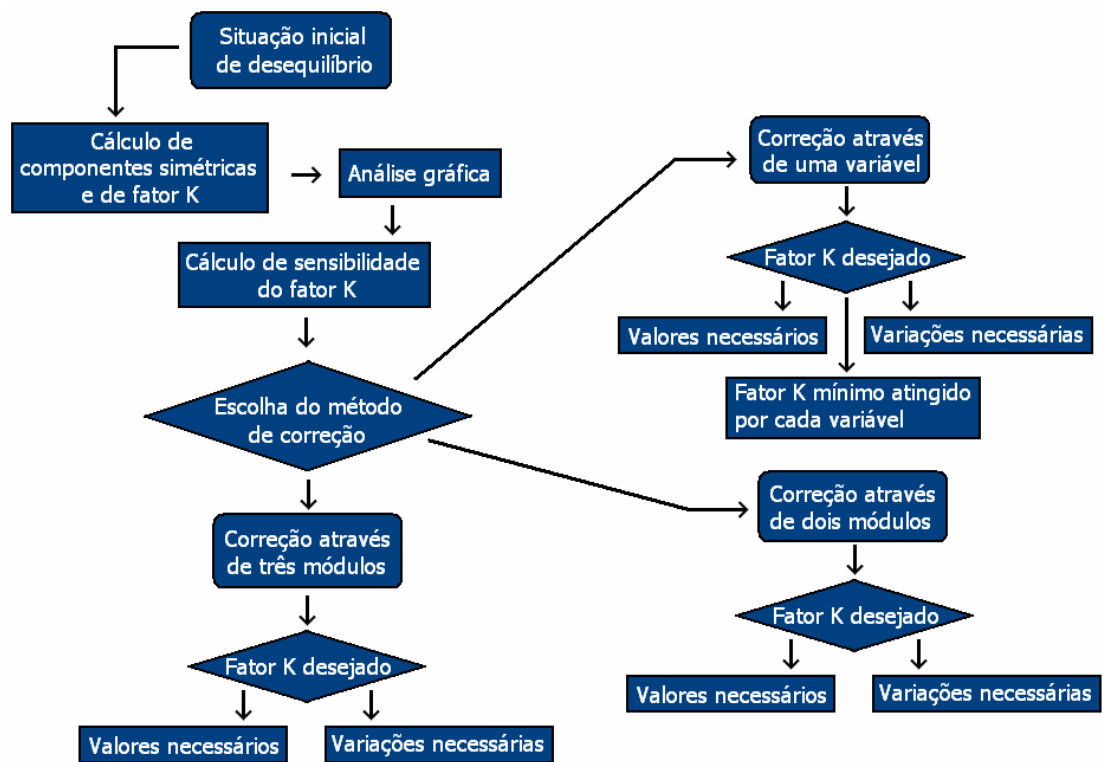 Situação inicial
de desequilíbrio
Cálculo de
componentes simétricas
e de fator K
Análise gráfica
Cálculo de sensibilidade
do fator K
Escolha do método
de correção
Correção através
de uma variável
Fator K desejado
Valores necessários
Variações necessárias
Fator K mínimo atingido
por cada variável
Correção através
de dois módulos
Fator K desejado
Valores necessários
Variações necessárias
Correção através
de três módulos
Fator K desejado
Valores necessários
Variações necessárias